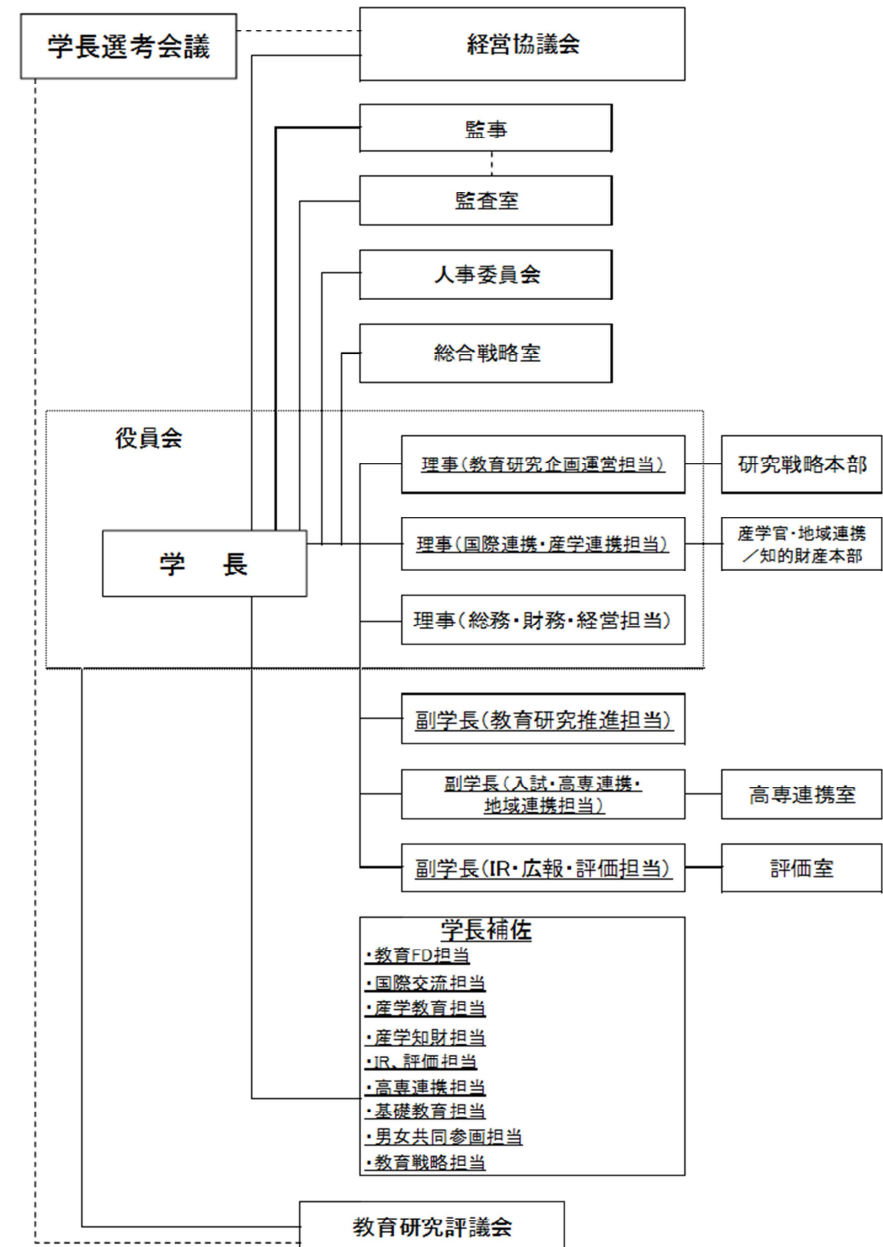 学長選考会議
経営協議会
監事
監査室
人事委員会
総合戦略室
役員会
学 長
理事(教育研究企画運営担当)
研究戦略本部
理事(国際連携・産学連携担当)
産学官・地域連携
/知的財産本部
理事(総務・財務・経営担当)
副学長(教育研究推進担当)
副学長(入試・高専連携・
地域連携担当)
高専連携室
副学長(IR・広報・評価担当)
評価室
学長補佐
・教育FD担当
・国際交流担当
・産学教育担当
・産学知財担当
・IR、評価担当
・高専連携担当
・基礎教育担当
・男女共同参画担当
・教育戦略担当
教育研究評議会